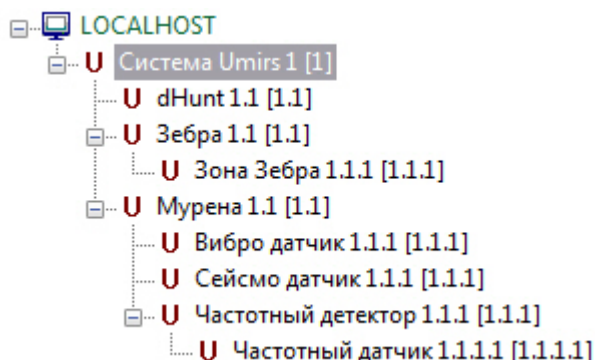 LOCALHOST
U Система Umirs 1 [1]
U dHunt 1.1 [1.1]
U Зебра 1.1 [1.1]
U Зона Зебра 1.1.1 [1.1.1]
U Мурена 1.1 [1.1]
U Вибро датчик 1.1.1 [1.1.1]
U Сейсмо датчик 1.1.1 [1.1.1]
U Частотный детектор 1.1.1 [1.1.1]
U Частотный датчик 1.1.1.1 [1.1.1.1]